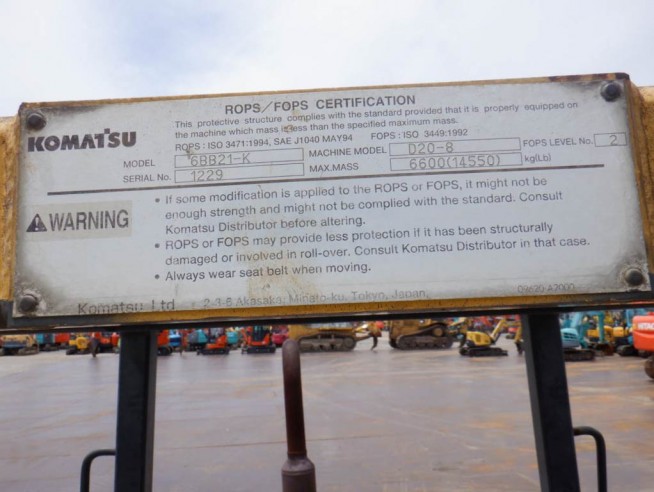 ROPS/FOPS CERTIFICATION
This protective structure complies with the standard provided that it is properly equipped on
the machine which mass is less than the specified maximum mass.
KOMATSU
ROPS : ISO 3471:1994, SAE J1040 MAY94 FOPS : ISO 3449:1992
MODEL 6BB21-K MACHINE MODEL D20-8 FOPS LEVEL No. 2
SERIAL No. 1229 MAX.MASS 6600(14550) kg(Lb)
WARNING
• If some modification is applied to the ROPS or FOPS, it might not be
enough strength and might not be complied with the standard. Consult
Komatsu Distributor before altering.
• ROPS or FOPS may provide less protection if it has been structurally
damaged or involved in roll-over. Consult Komatsu Distributor in that case.
• Always wear seat belt when moving.
Komatsu Ltd 2-3-6 Akasaka, Minato-ku, Tokyo, Japan
09620-A2000
HITACHI